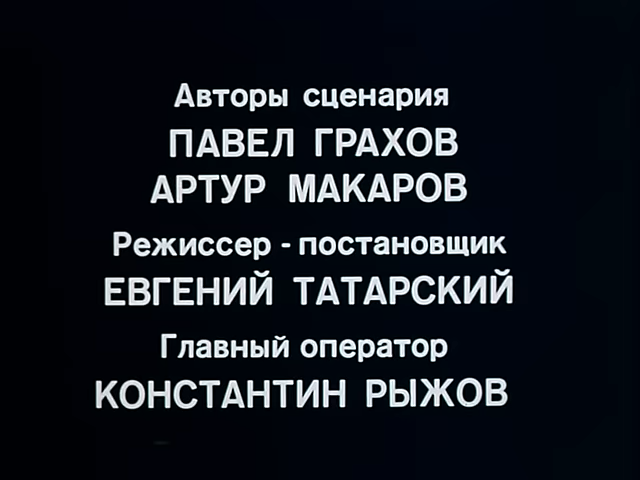 Авторы сценария
ПАВЕЛ ГРАХОВ
АРТУР МАКАРОВ
Режиссер - постановщик
ЕВГЕНИЙ ТАТАРСКИЙ
Главный оператор
КОНСТАНТИН РЫЖОВ